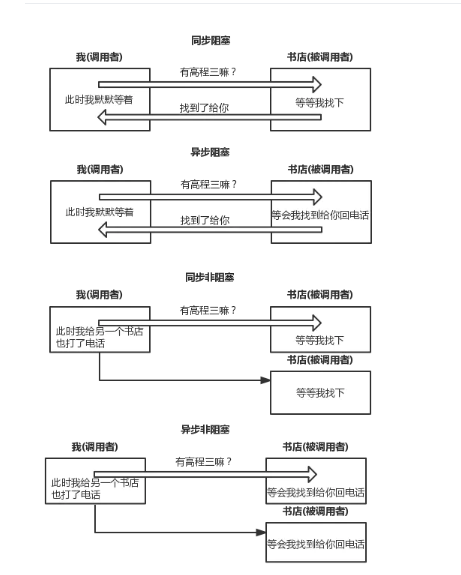 同步阻塞
我(调用者)
书店(被调用者)
有高程三嘛？
此时我默默等着
等等我找下
找到了给你
异步阻塞
我(调用者)
书店(被调用者)
有高程三嘛？
此时我默默等着
等会我找到给你回电话
找到了给你
同步非阻塞
我(调用者)
书店(被调用者)
有高程三嘛？
此时我给另一个书店
也打了电话
等等我找下
书店(被调用者)
等等我找下
异步非阻塞
我(调用者)
书店(被调用者)
有高程三嘛？
此时我给另一个书店
也打了电话
等会我找到给你回电话
书店(被调用者)
等会我找到给你回电话